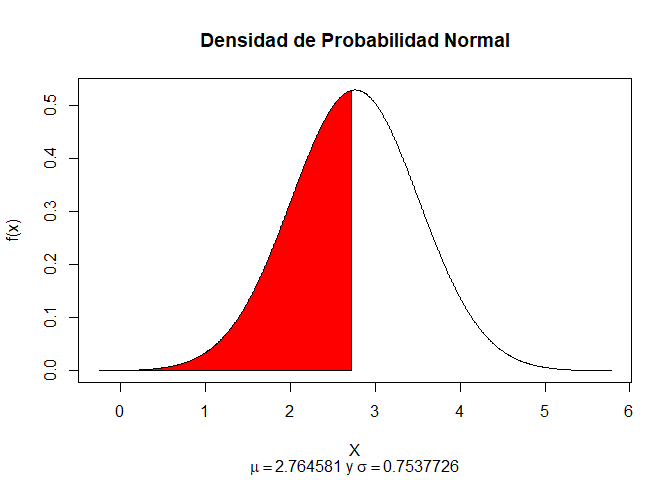 Densidad de Probabilidad Normal
f(x)
0.5
0.4
0.3
0.2
0.1
0.0
0 1 2 3 4 5 6
X
μ = 2.764581 y σ = 0.7537726